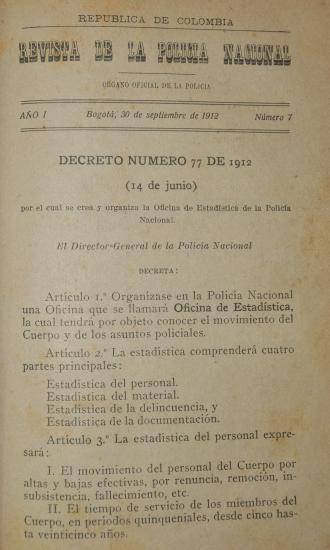 REPUBLICA DE COLOMBIA
REVISTA DE LA POLICIA NACIONAL
ORGANO OFICIAL DE LA POLICIA
AÑO I Bogotá, 30 de septiembre de 1912 Número 7
DECRETO NUMERO 77 DE 1912
(14 de junio)
por el cual se crea y organiza la Oficina de Estadística de la Policía
Nacional.
El Director General de la Policía Nacional
DECRETA:
Artículo 1.º Organízase en la Policía Nacional
una Oficina que se llamará Oficina de Estadística,
la cual tendrá por objeto conocer el movimiento del
Cuerpo y de los asuntos policiales.
Artículo 2.º La estadística comprenderá cuatro
partes principales:
Estadística del personal.
Estadística del material.
Estadística de la delincuencia, y
Estadística de la documentación.
Artículo 3.º La estadística del personal expre-
sará:
I. El movimiento del personal del Cuerpo por
altas y bajas efectivas, por renuncia, remoción, in-
subsistencia, fallecimiento, etc.
II. El tiempo de servicio de los miembros del
Cuerpo, en períodos quinqueniales, desde cinco has-
ta veinticinco años.